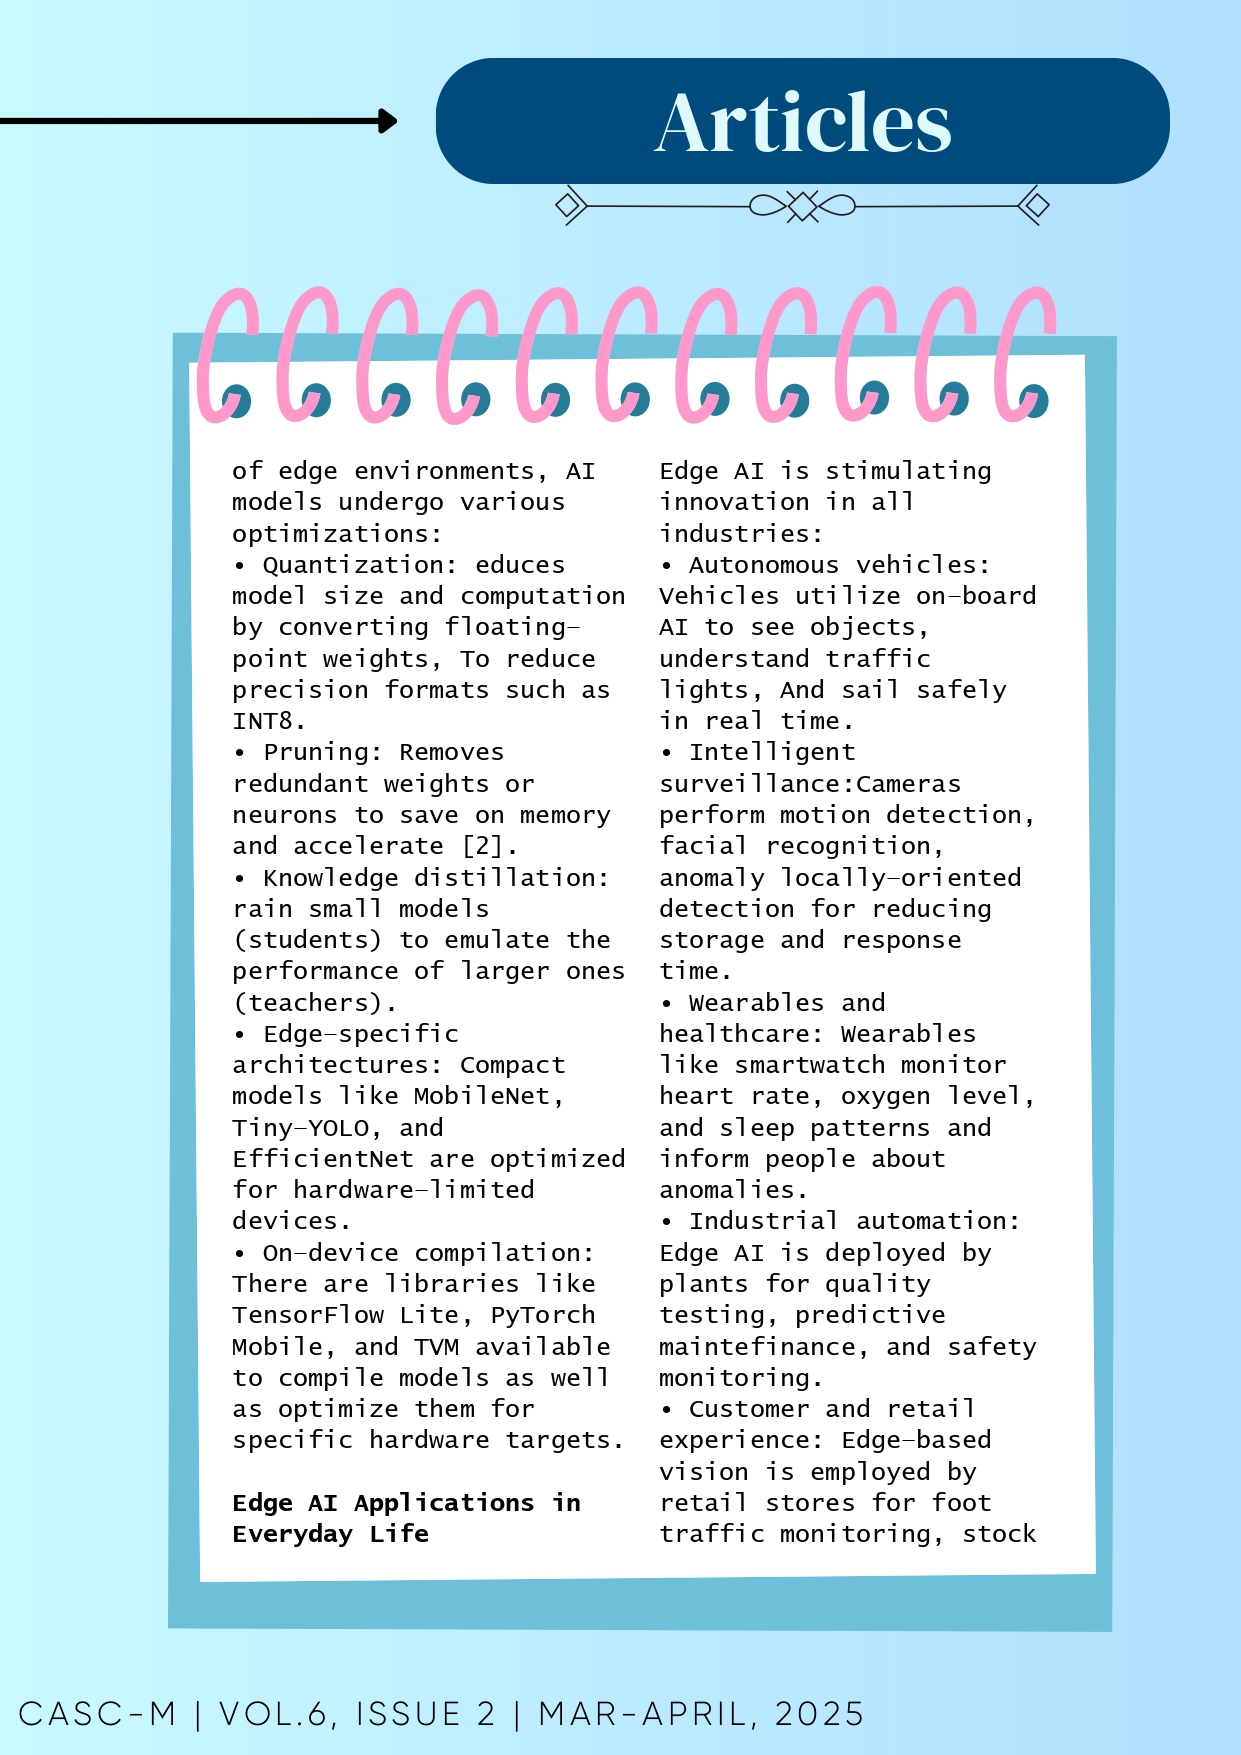 Articles
of edge environments, AI
models undergo various
optimizations:
• Quantization: educes
model size and computation
by converting floating-
point weights, To reduce
precision formats such as
INT8.
• Pruning: Removes
redundant weights or
neurons to save on memory
and accelerate [2].
• Knowledge distillation:
rain small models
(students) to emulate the
performance of larger ones
(teachers).
• Edge-specific
architectures: Compact
models like MobileNet,
Tiny-YOLO, and
EfficientNet are optimized
for hardware-limited
devices.
• On-device compilation:
There are libraries like
TensorFlow Lite, PyTorch
Mobile, and TVM available
to compile models as well
as optimize them for
specific hardware targets.
Edge AI Applications in
Everyday Life
Edge AI is stimulating
innovation in all
industries:
• Autonomous vehicles:
Vehicles utilize on-board
AI to see objects,
understand traffic
lights, And sail safely
in real time.
• Intelligent
surveillance:Cameras
perform motion detection,
facial recognition,
anomaly locally-oriented
detection for reducing
storage and response
time.
• Wearables and
healthcare: Wearables
like smartwatch monitor
heart rate, oxygen level,
and sleep patterns and
inform people about
anomalies.
• Industrial automation:
Edge AI is deployed by
plants for quality
testing, predictive
maintefinance, and safety
monitoring.
• Customer and retail
experience: Edge-based
vision is employed by
retail stores for foot
traffic monitoring, stock
CASC-M | VOL.6, ISSUE 2 | MAR-APRIL, 2025